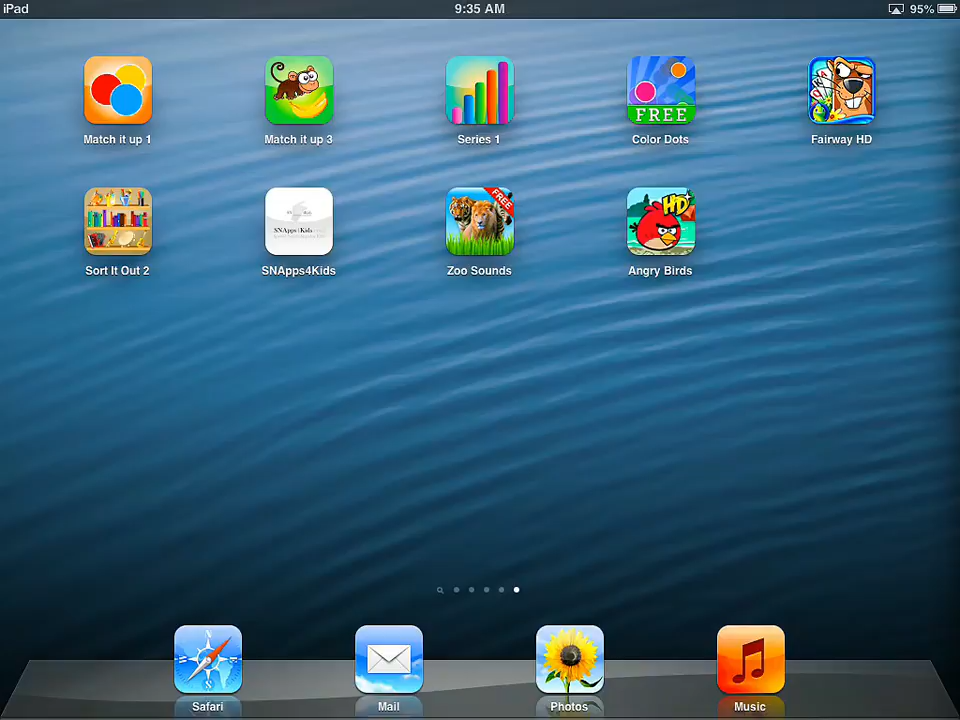 iPad 9:35 AM 95%
Match it up 1 Match it up 3 Series 1 FREE Color Dots Fairway HD
FREE HD
SNApps4Kids
Sort It Out 2 SNApps4Kids Zoo Sounds Angry Birds
N
S
Safari Mail Photos Music